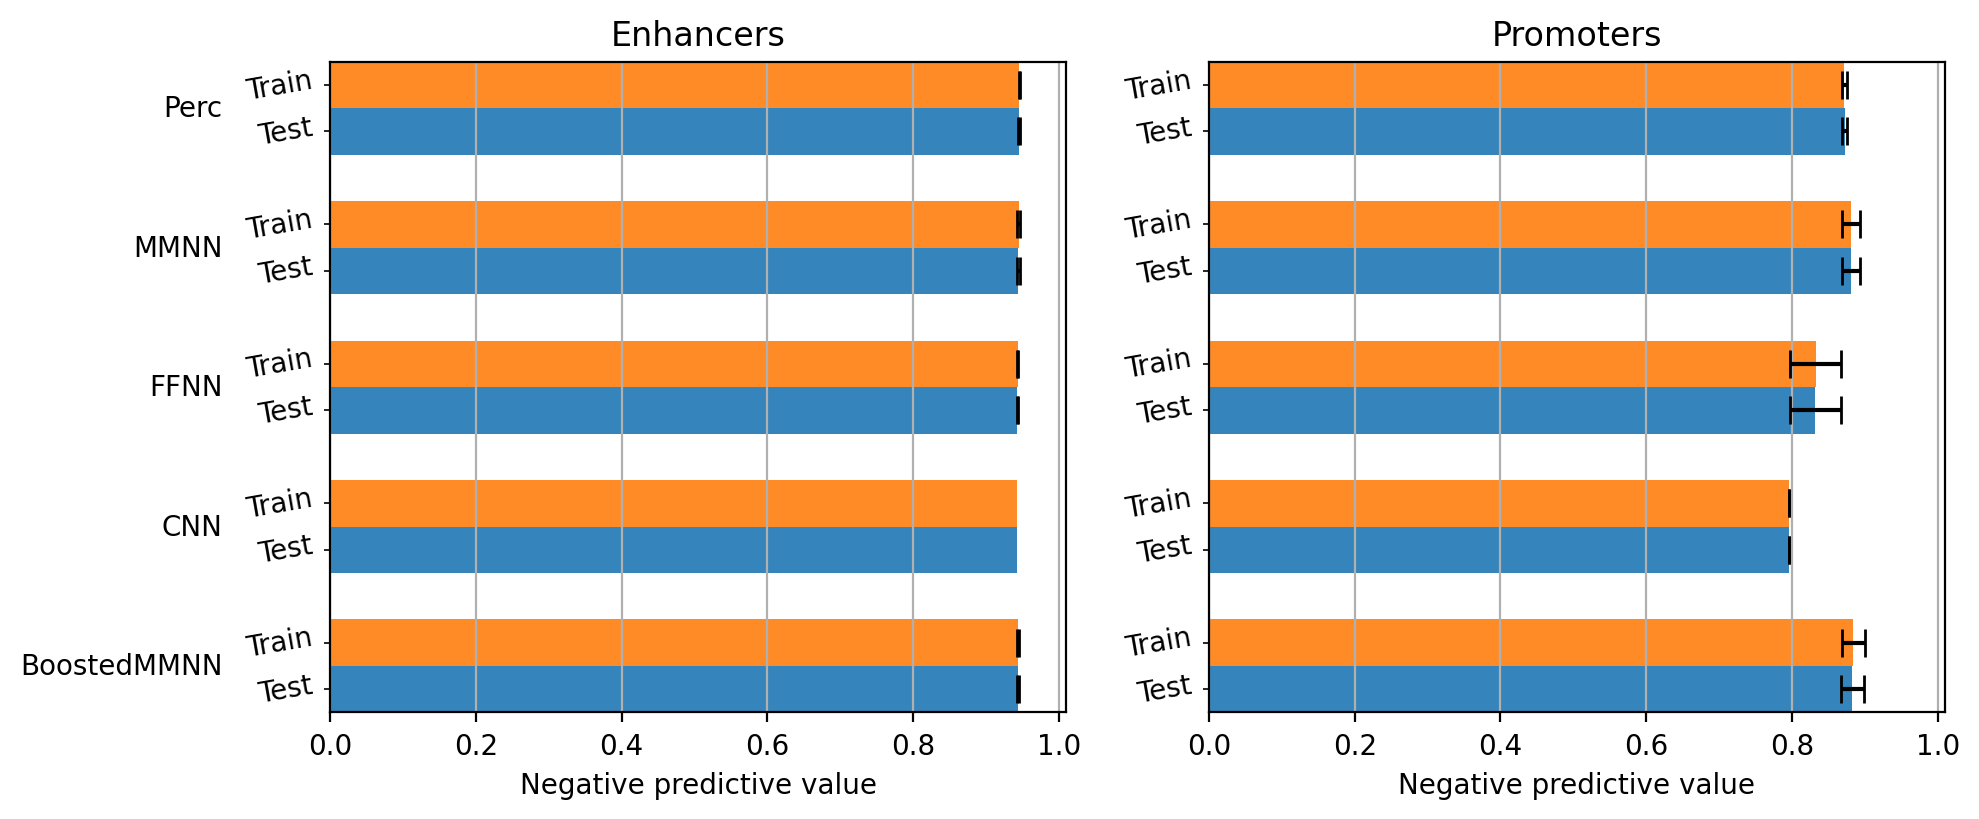 Enhancers
Promoters
Perc
Train
Test
Train
Test
MMNN
Train
Test
Train
Test
FFNN
Train
Test
Train
Test
CNN
Train
Test
Train
Test
BoostedMMNN
Train
Test
Train
Test
0.0 0.2 0.4 0.6 0.8 1.0
0.0 0.2 0.4 0.6 0.8 1.0
Negative predictive value
Negative predictive value